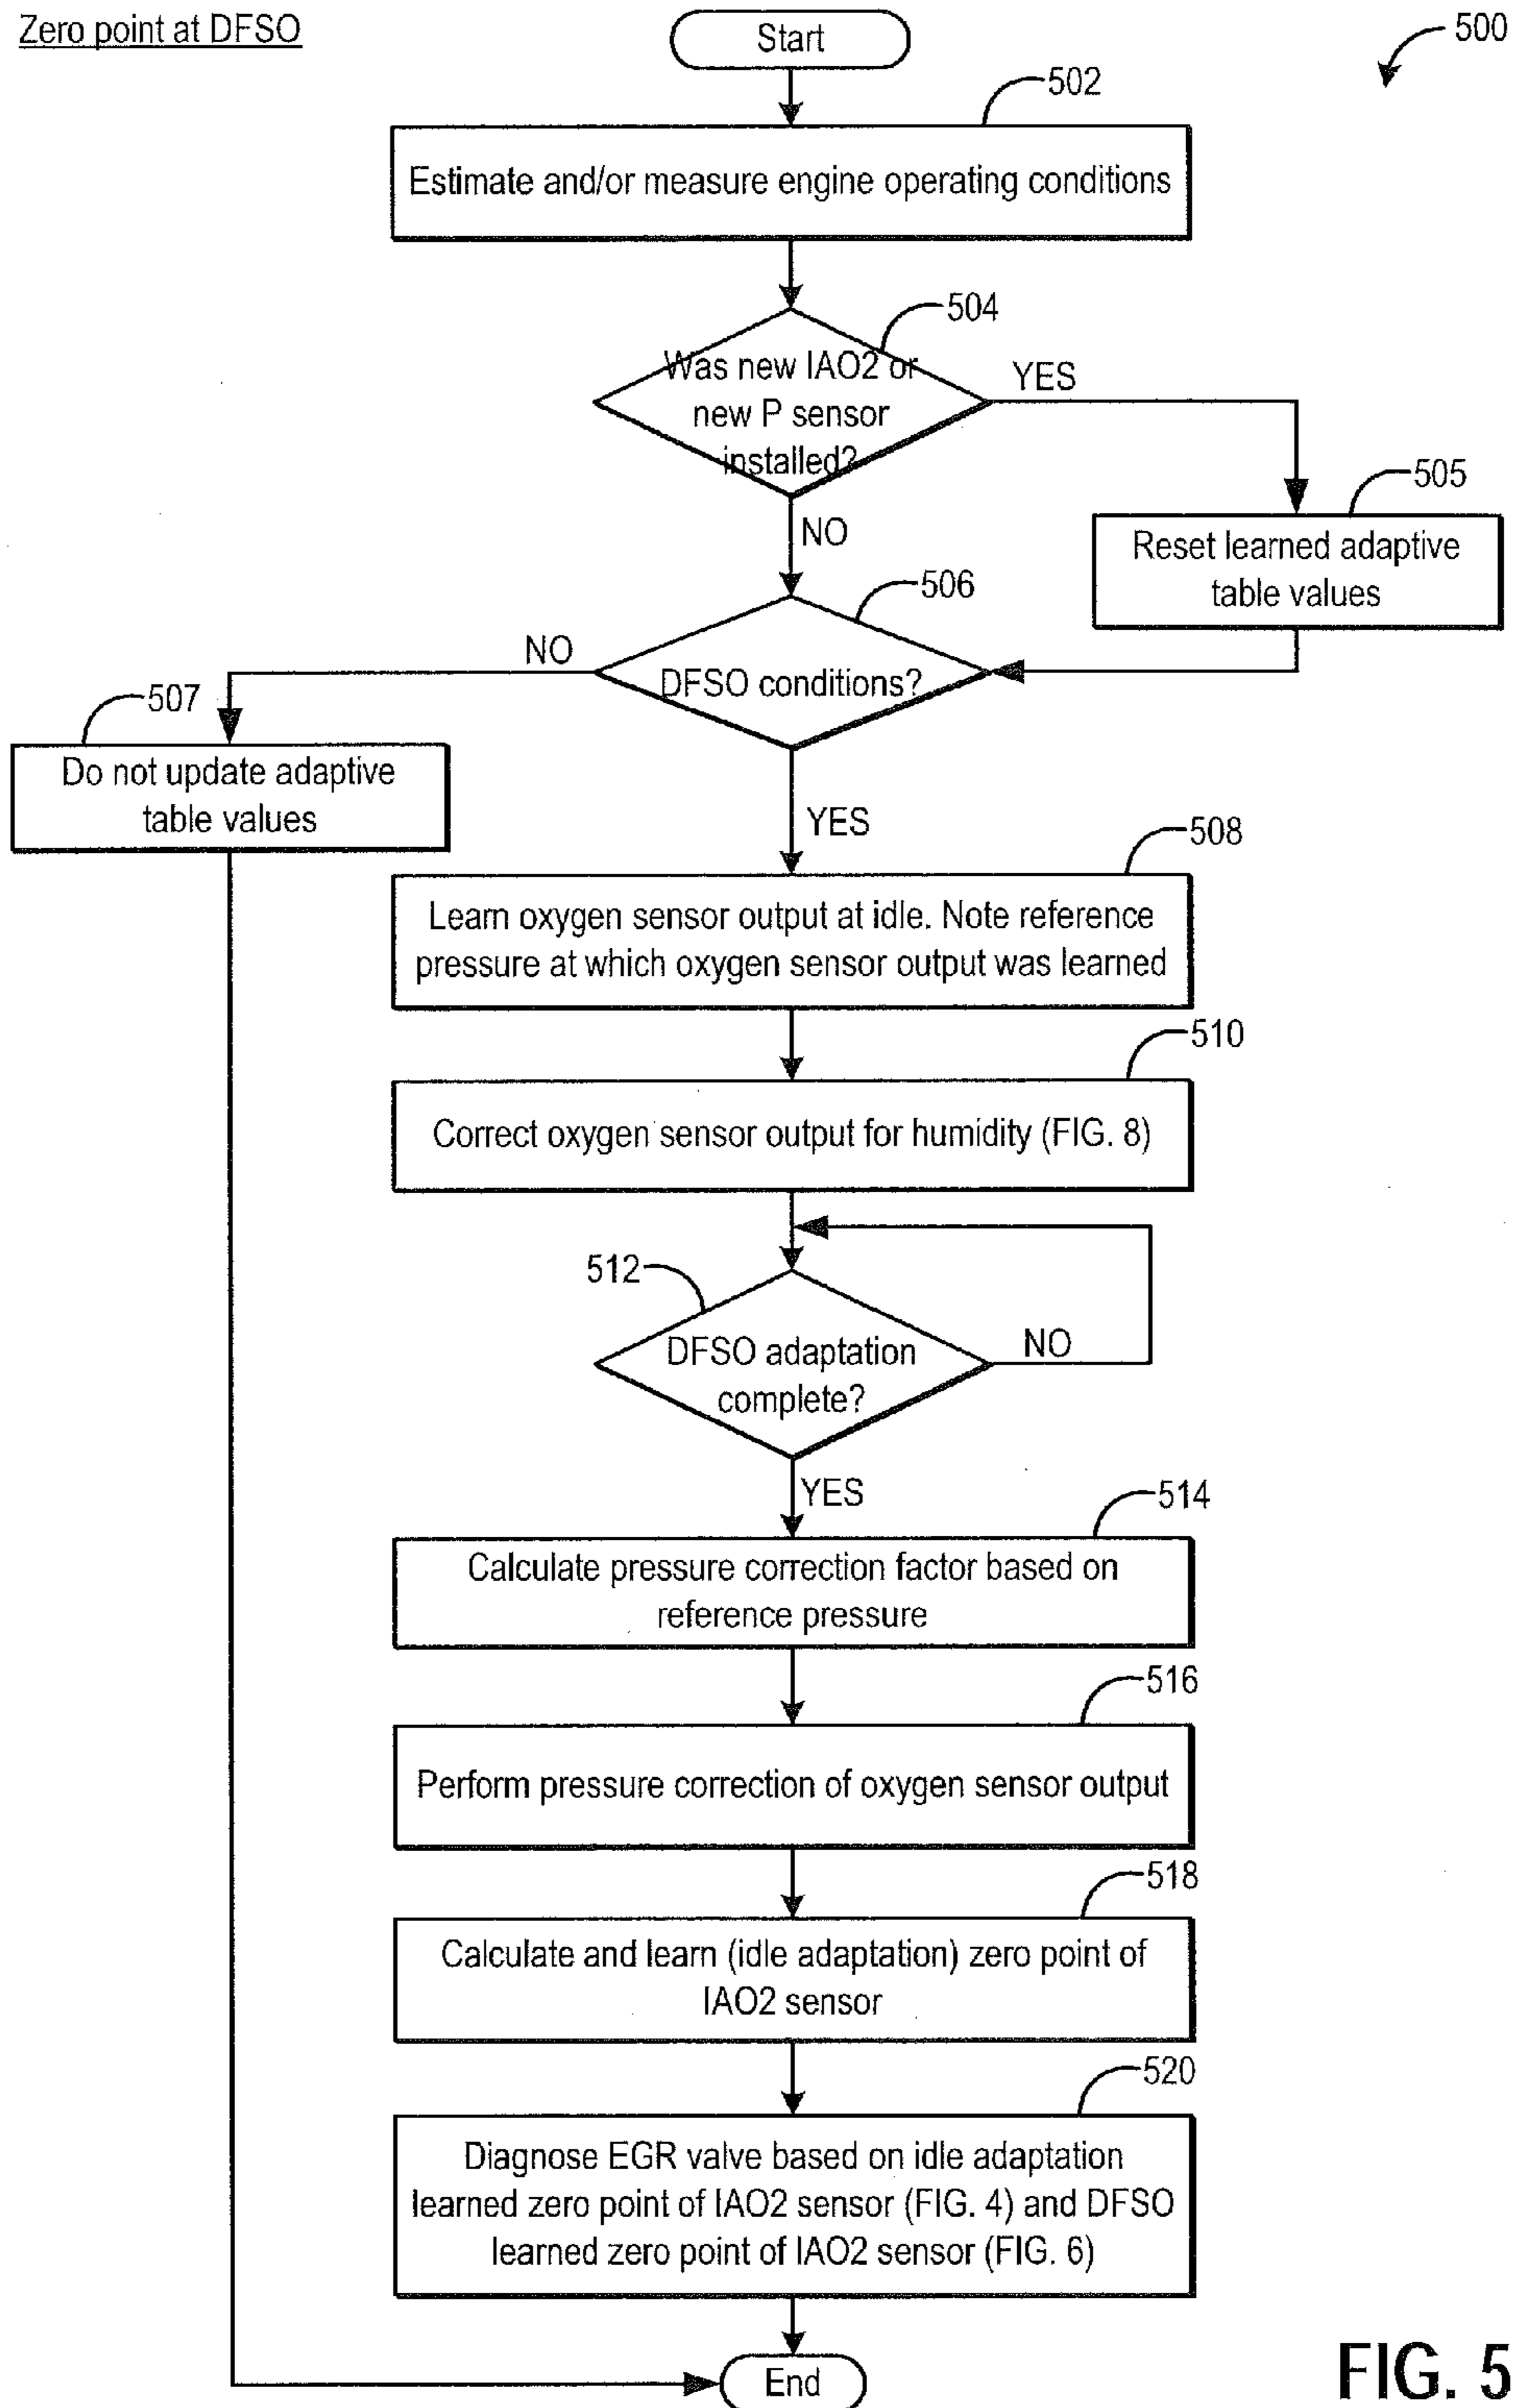 Zero point at DFSO
Start
500
502
Estimate and/or measure engine operating conditions
504
Was new IAO2 or
new P sensor
installed?
YES
505
Reset learned adaptive
table values
NO
506
DFSO conditions?
NO
507
Do not update adaptive
table values
YES
508
Learn oxygen sensor output at idle. Note reference
pressure at which oxygen sensor output was learned
510
Correct oxygen sensor output for humidity (FIG. 8)
512
DFSO adaptation
complete?
NO
YES
514
Calculate pressure correction factor based on
reference pressure
516
Perform pressure correction of oxygen sensor output
518
Calculate and learn (idle adaptation) zero point of
IAO2 sensor
520
Diagnose EGR valve based on idle adaptation
learned zero point of IAO2 sensor (FIG. 4) and DFSO
learned zero point of IAO2 sensor (FIG. 6)
End
FIG. 5